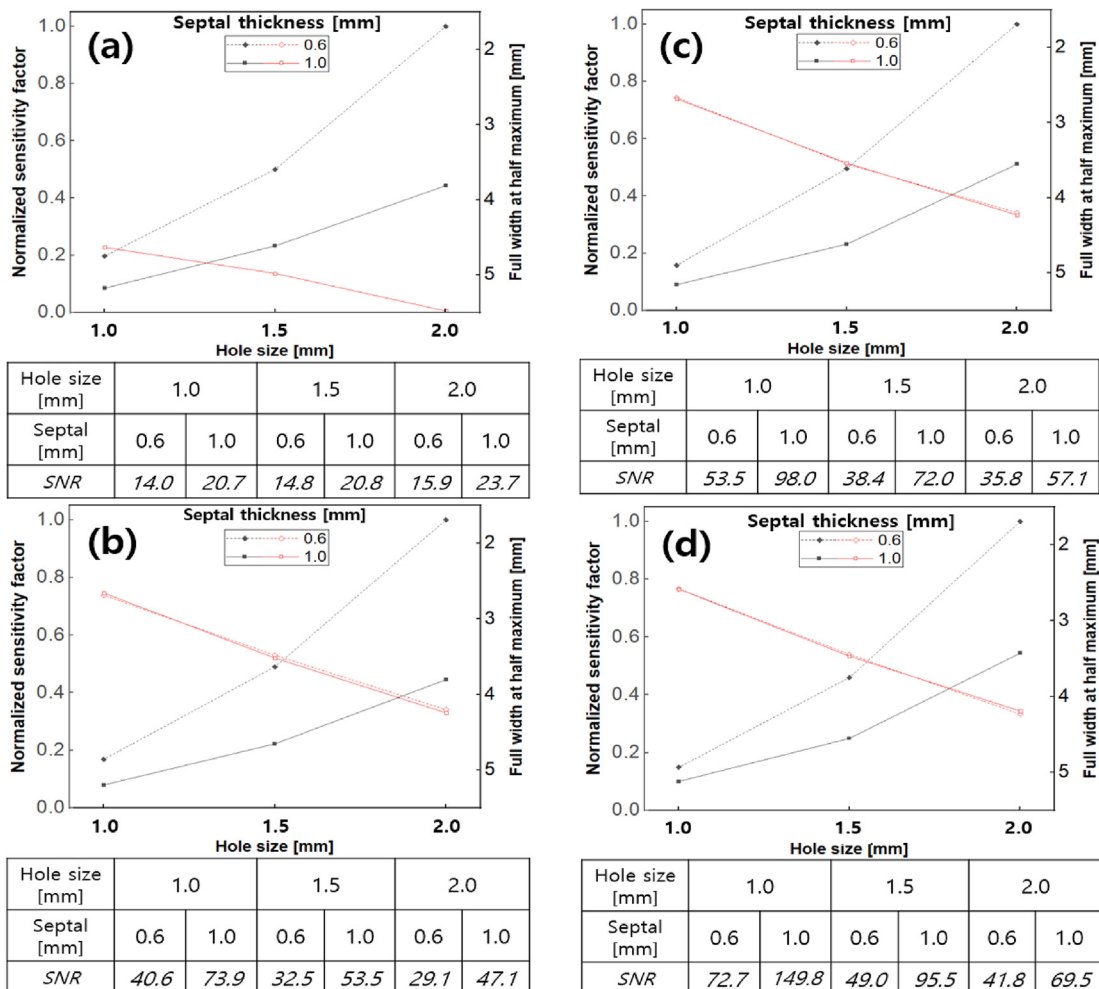 (a)
Septal thickness [mm]
0.6
1.0
Normalized sensitivity factor
1.0
0.8
0.6
0.4
0.2
0.0
Full width at half maximum [mm]
2
3
4
5
1.0 1.5 2.0
Hole size [mm]
Hole size [mm] 1.0 1.5 2.0
Septal [mm] 0.6 1.0 0.6 1.0 0.6 1.0
SNR 14.0 20.7 14.8 20.8 15.9 23.7
(c)
Septal thickness [mm]
0.6
1.0
Normalized sensitivity factor
1.0
0.8
0.6
0.4
0.2
0.0
Full width at half maximum [mm]
2
3
4
5
1.0 1.5 2.0
Hole size [mm]
Hole size [mm] 1.0 1.5 2.0
Septal [mm] 0.6 1.0 0.6 1.0 0.6 1.0
SNR 53.5 98.0 38.4 72.0 35.8 57.1
(b)
Septal thickness [mm]
0.6
1.0
Normalized sensitivity factor
1.0
0.8
0.6
0.4
0.2
0.0
Full width at half maximum [mm]
2
3
4
5
1.0 1.5 2.0
Hole size [mm]
Hole size [mm] 1.0 1.5 2.0
Septal [mm] 0.6 1.0 0.6 1.0 0.6 1.0
SNR 40.6 73.9 32.5 53.5 29.1 47.1
(d)
Septal thickness [mm]
0.6
1.0
Normalized sensitivity factor
1.0
0.8
0.6
0.4
0.2
0.0
Full width at half maximum [mm]
2
3
4
5
1.0 1.5 2.0
Hole size [mm]
Hole size [mm] 1.0 1.5 2.0
Septal [mm] 0.6 1.0 0.6 1.0 0.6 1.0
SNR 72.7 149.8 49.0 95.5 41.8 69.5